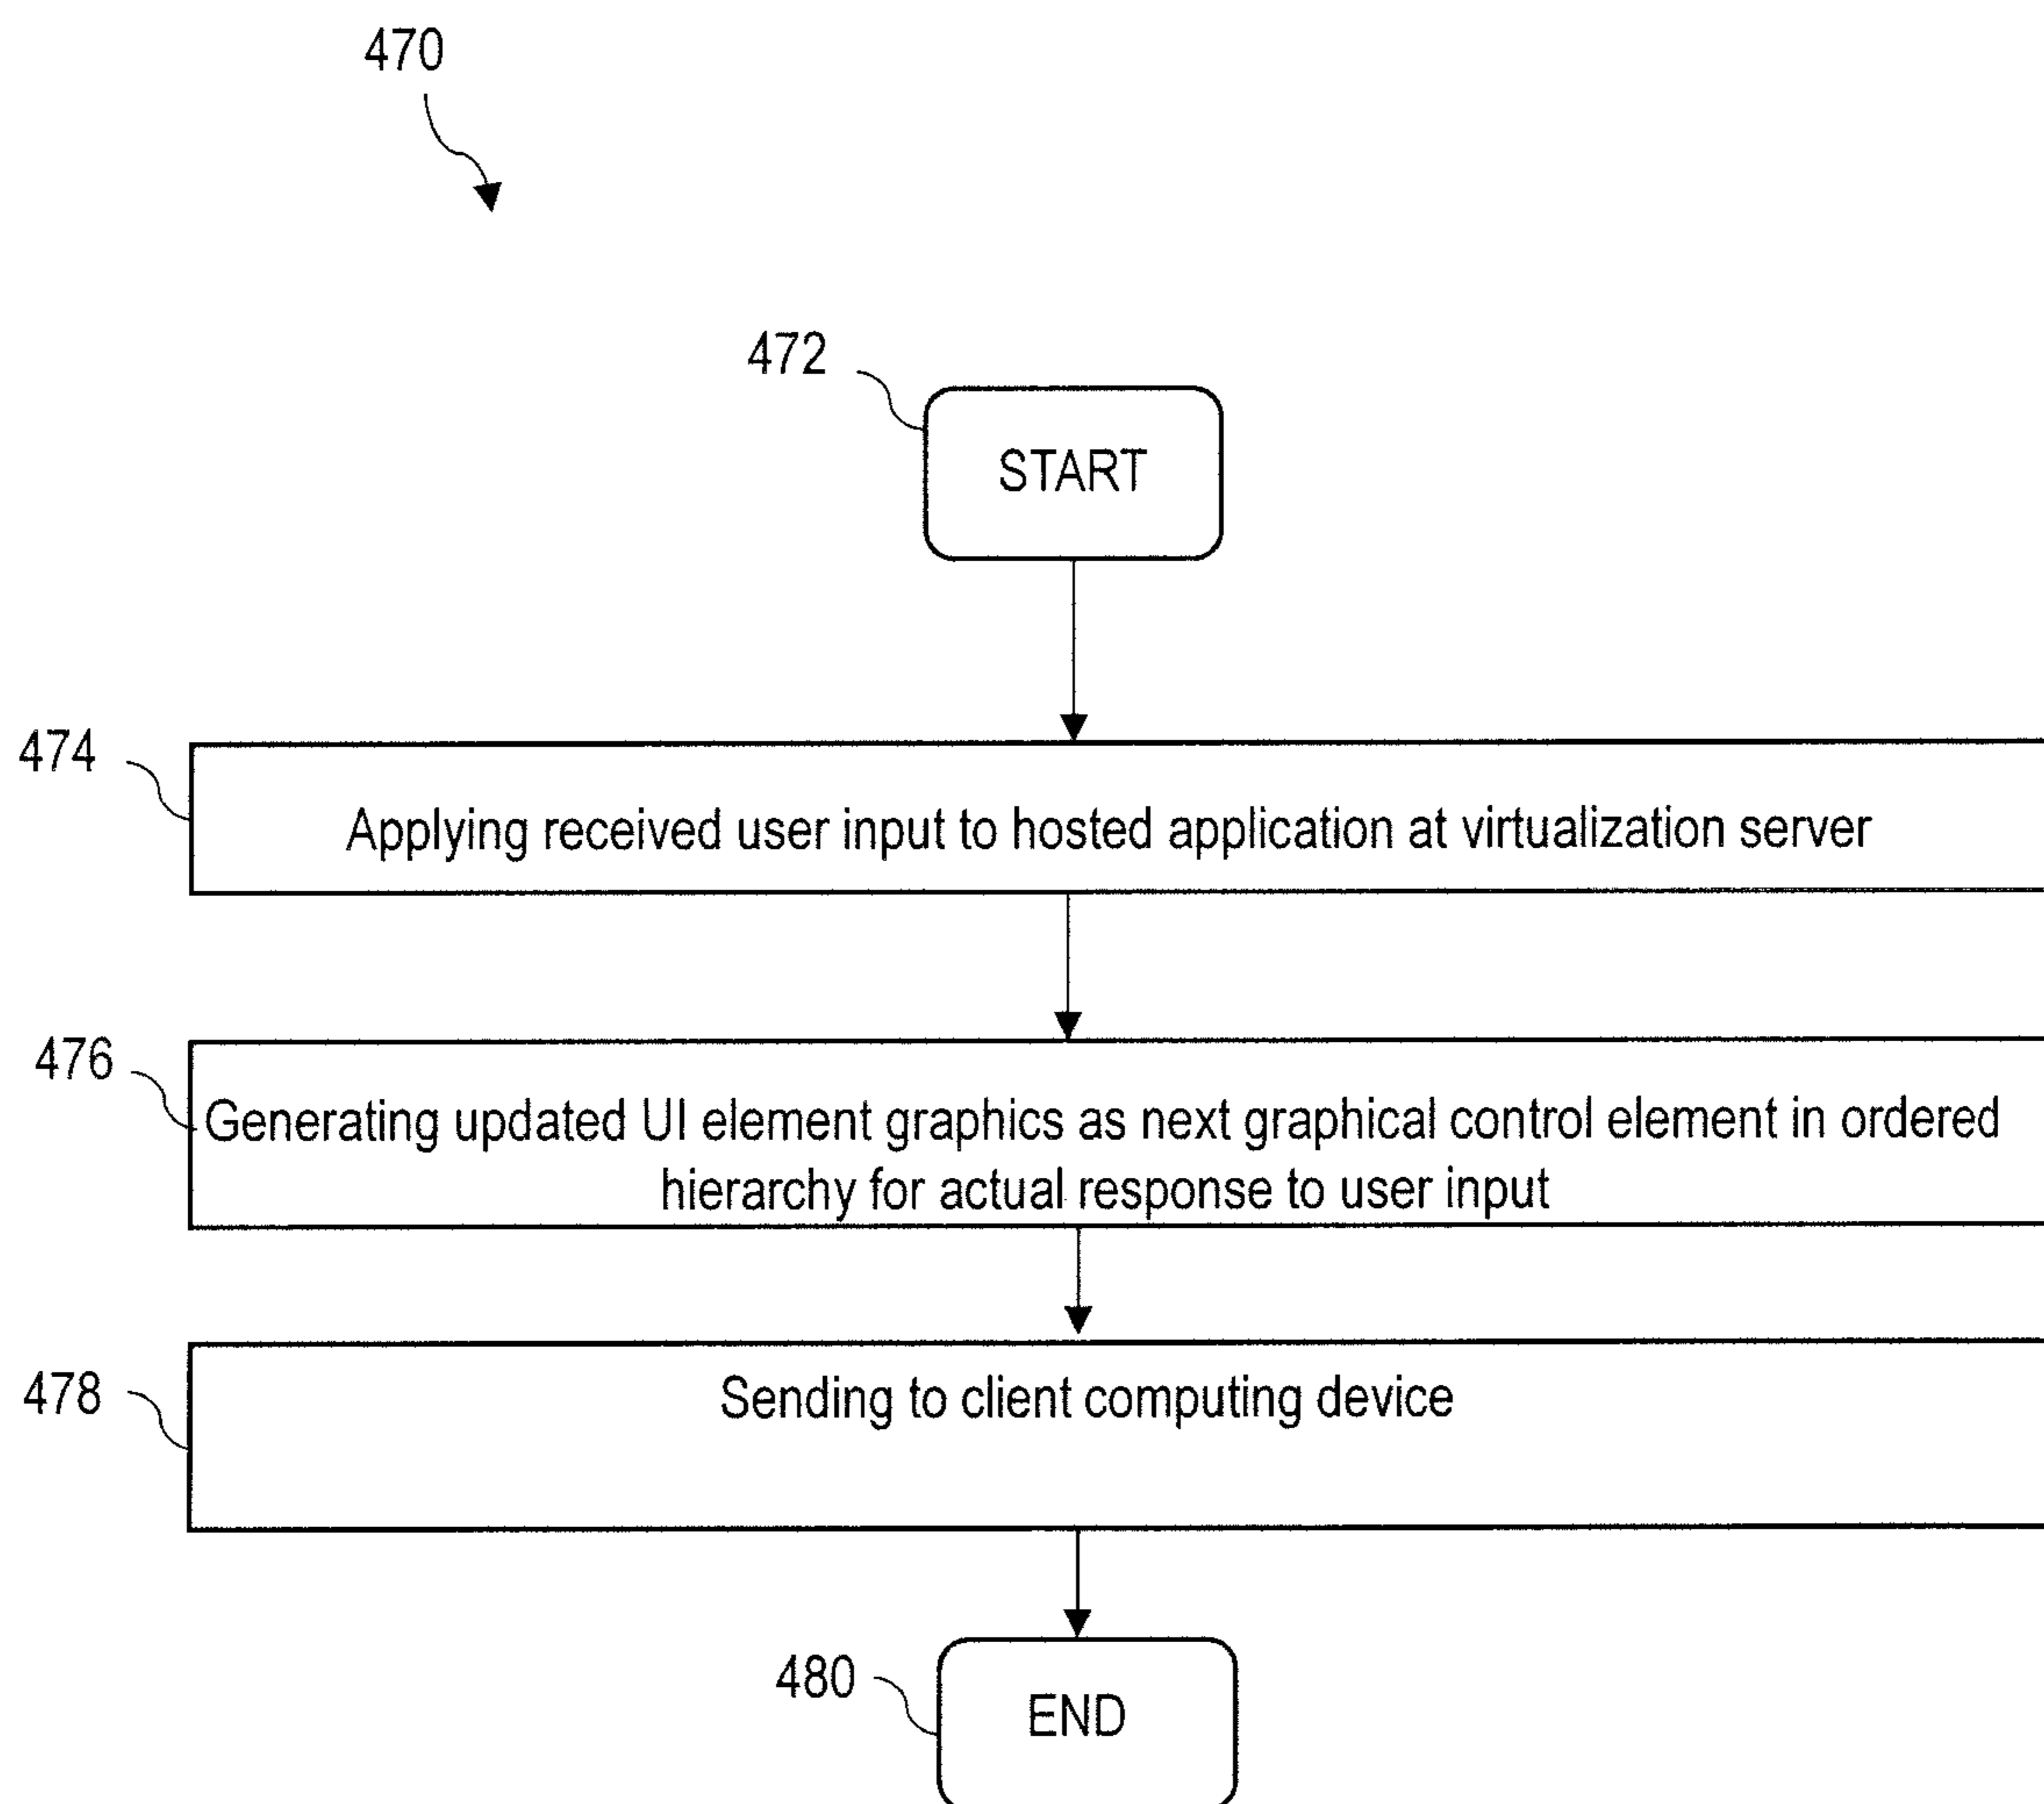 470
472
START
474
Applying received user input to hosted application at virtualization server
476
Generating updated UI element graphics as next graphical control element in ordered
hierarchy for actual response to user input
478
Sending to client computing device
480
END